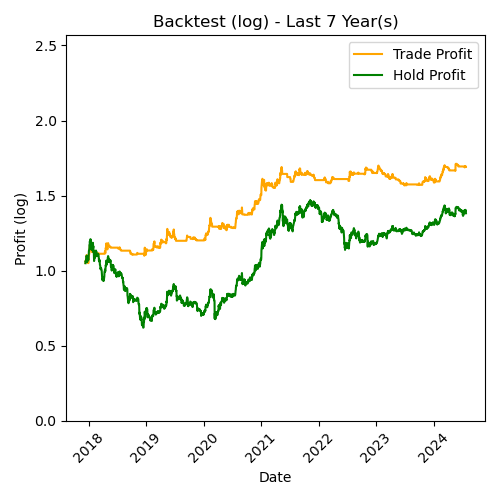 Backtest (log) - Last 7 Year(s)
Trade Profit
Hold Profit
Profit (log)
2.5
2.0
1.5
1.0
0.5
0.0
2018 2019 2020 2021 2022 2023 2024
Date